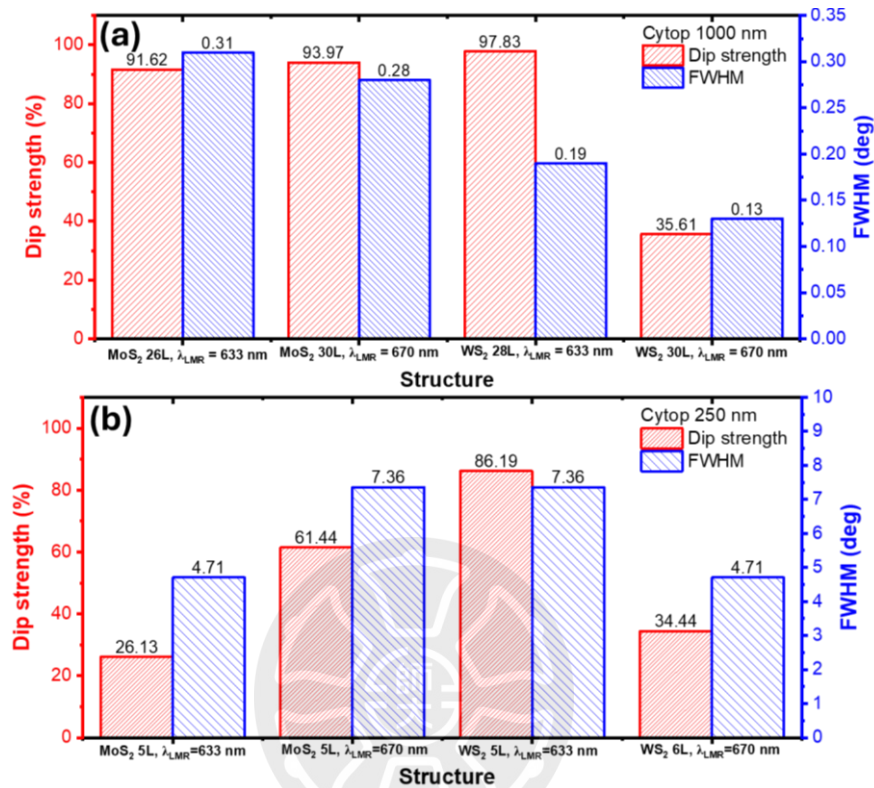 (a)
Cytop 1000 nm
Dip strength
FWHM
Dip strength (%)
100
80
60
40
20
0
91.62
0.31
93.97
0.28
97.83
0.19
35.61
0.13
0.35
0.30
0.25
0.20
0.15
0.10
0.05
0.00
FWHM (deg)
MoS₂ 26L, λLMR = 633 nm
MoS₂ 30L, λLMR = 670 nm
WS₂ 28L, λLMR = 633 nm
WS₂ 30L, λLMR = 670 nm
Structure
(b)
Cytop 250 nm
Dip strength
FWHM
Dip strength (%)
100
80
60
40
20
0
26.13
4.71
61.44
7.36
86.19
7.36
34.44
4.71
10
9
8
7
6
5
4
3
2
1
0
FWHM (deg)
MoS₂ 5L, λLMR=633 nm
MoS₂ 5L, λLMR=670 nm
WS₂ 5L, λLMR=633 nm
WS₂ 6L, λLMR=670 nm
Structure